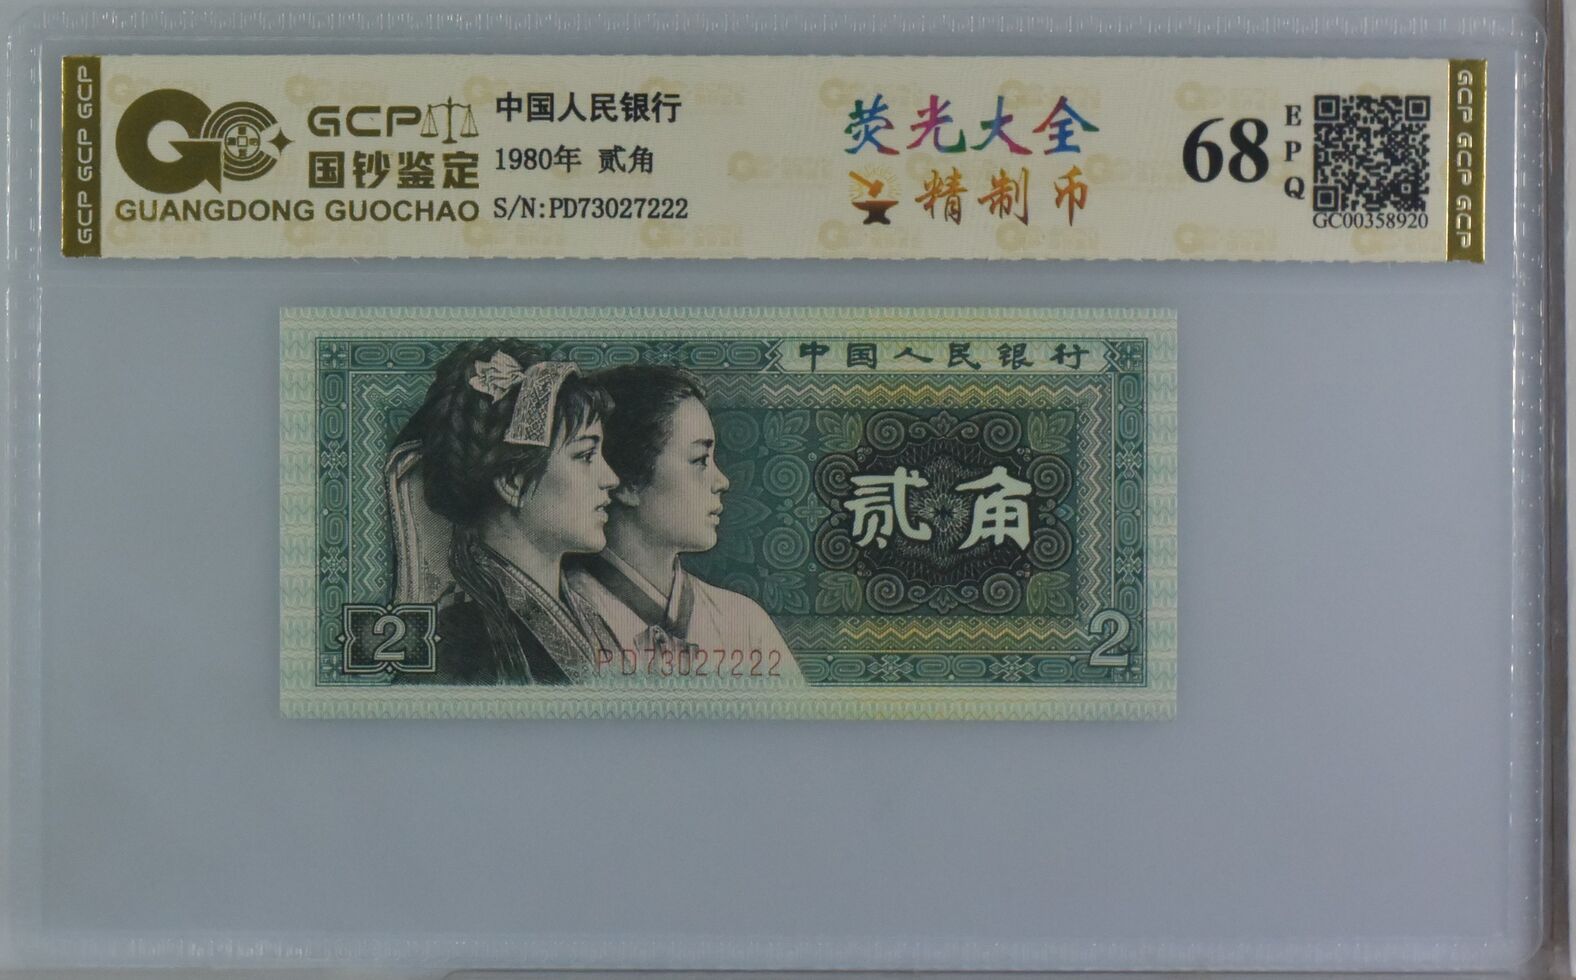 GCP GCP GCP
GCP
国钞鉴定
GUANGDONG GUOCHAO
中国人民银行
1980年 贰角
S/N:PD73027222
荧光大全
精制币
68
EPQ
GC00358920
GCP GCP GCP
中国人民银行
贰角
2
2
PD73027222